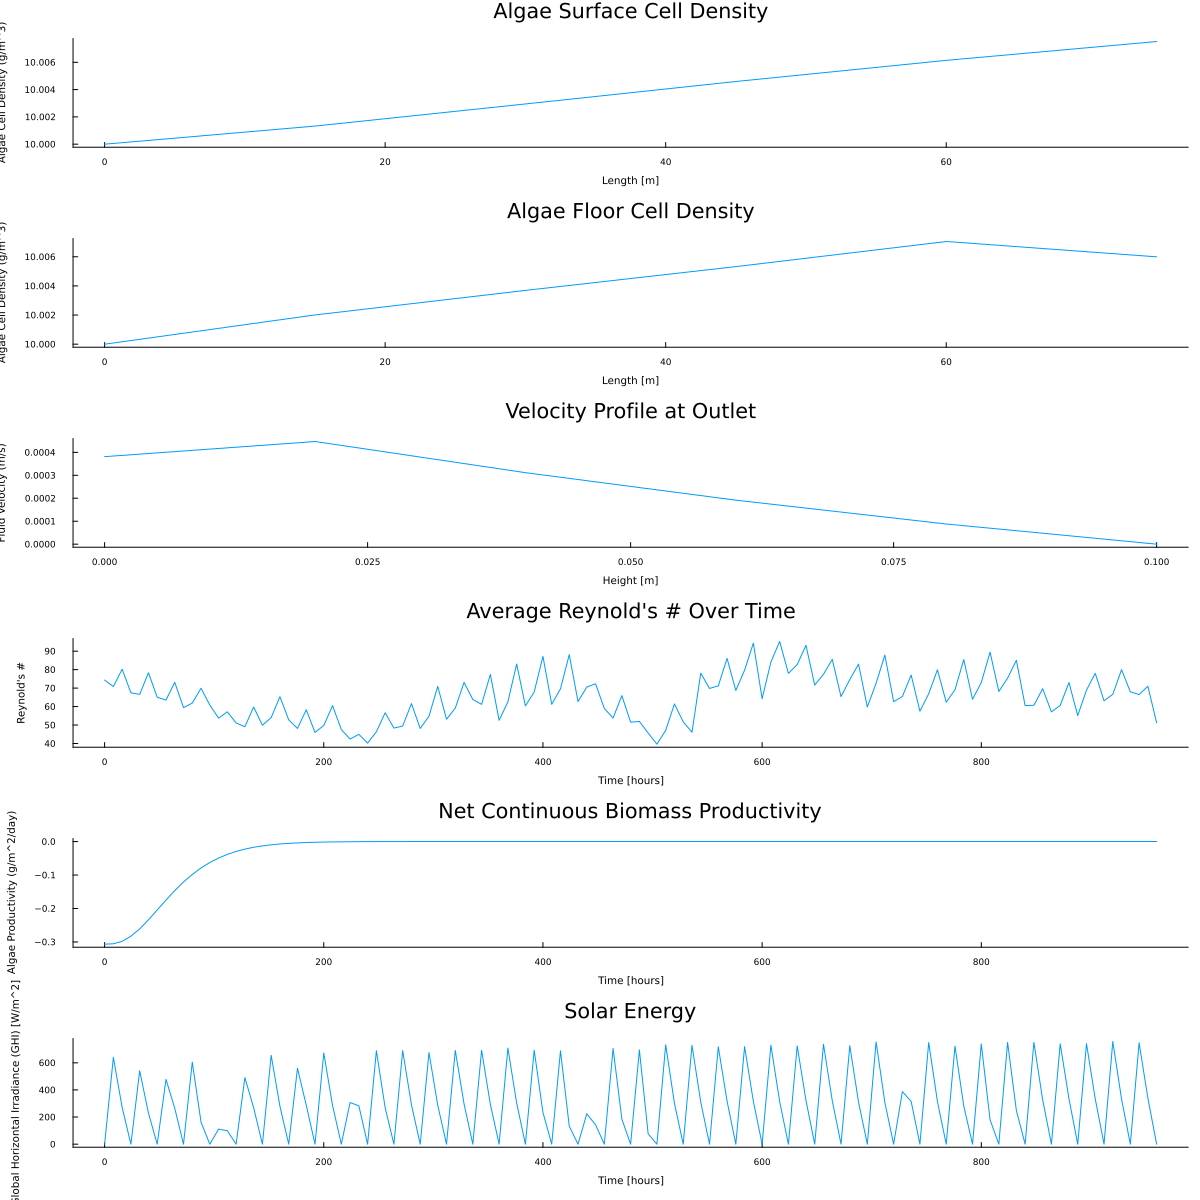 Algae Surface Cell Density
Algae Cell Density (g/m^3)
10.006
10.004
10.002
10.000
0 20 40 60
Length [m]
Algae Floor Cell Density
Algae Cell Density (g/m^3)
10.006
10.004
10.002
10.000
0 20 40 60
Length [m]
Velocity Profile at Outlet
Fluid Velocity (m/s)
0.0004
0.0003
0.0002
0.0001
0.0000
0.000 0.025 0.050 0.075 0.100
Height [m]
Average Reynold's # Over Time
Reynold's #
90
80
70
60
50
40
0 200 400 600 800
Time [hours]
Net Continuous Biomass Productivity
Algae Productivity (g/m^2/day)
0.0
−0.1
−0.2
−0.3
0 200 400 600 800
Time [hours]
Solar Energy
Global Horizontal Irradiance (GHI) [W/m^2]
600
400
200
0
0 200 400 600 800
Time [hours]